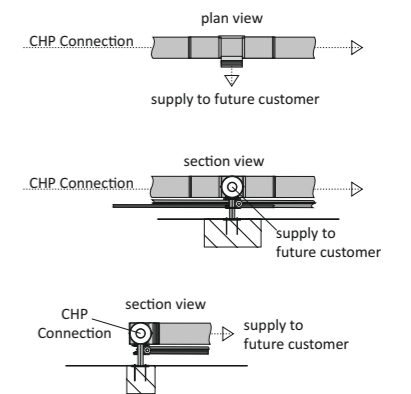 plan view
CHP Connection
supply to future customer
section view
CHP Connection
supply to
future customer
section view
CHP
Connection
supply to
future customer